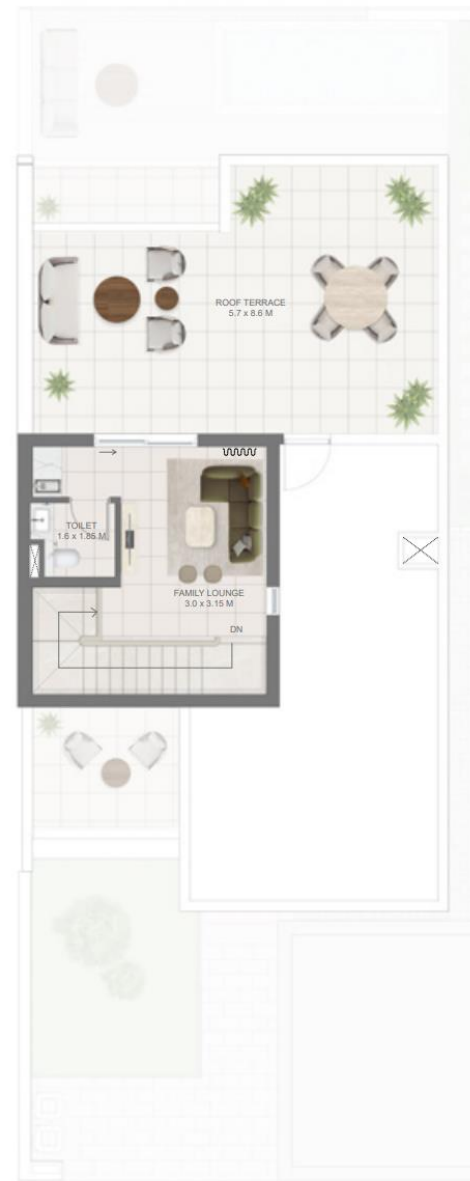 ROOF TERRACE
5.7 x 8.6 M
TOILET
1.6 x 1.85 M
FAMILY LOUNGE
3.0 x 3.15 M
DN